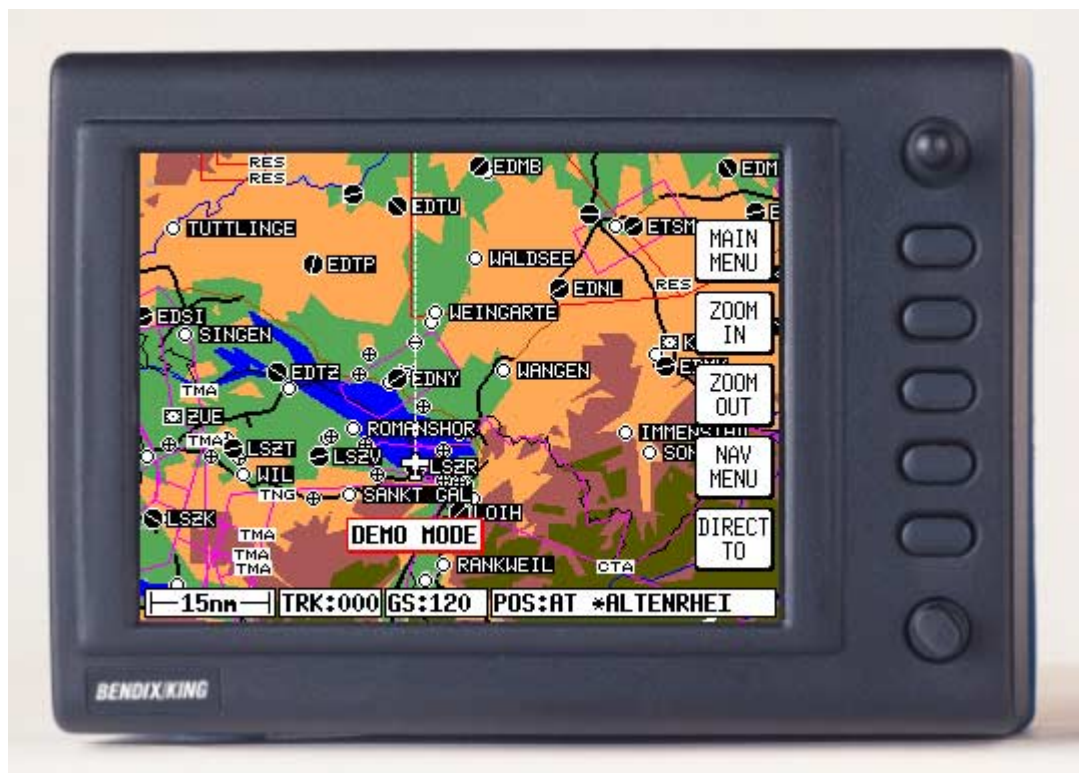 RES
RES
EDMB
EDM
EDTU
TUTTLINGE
ETSM
MAIN
MENU
EDTP
WALDSEE
EDNL
RES
EDSI
WEINGARTE
ZOOM
IN
SINGEN
K
EDTZ
EDNY
WANGEN
TMA
ZOOM
OUT
ZUE
ROMANSHOR
TMA
LSZT
LSZV
LSZR
WIL
NAV
MENU
TNG
SANKT GAL
LSZK
LOIH
DEMO MODE
DIRECT
TO
TMA
TMA
TMA
RANKWEIL
CTA
15nm
TRK:000
GS:120
POS:AT *ALTENRHEI
BENDIX/KING